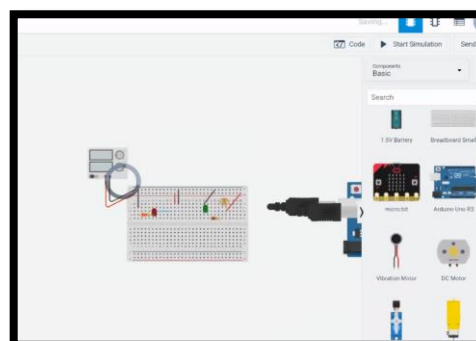 Saving...
Code
Start Simulation
Send
Components
Basic
Search
1.5V Battery
Breadboard Small
micro:bit
Arduino Uno R3
Vibration Motor
DC Motor